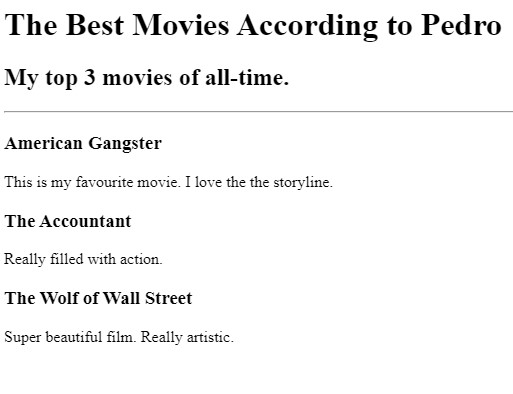 The Best Movies According to Pedro
My top 3 movies of all-time.
American Gangster
This is my favourite movie. I love the the storyline.
The Accountant
Really filled with action.
The Wolf of Wall Street
Super beautiful film. Really artistic.